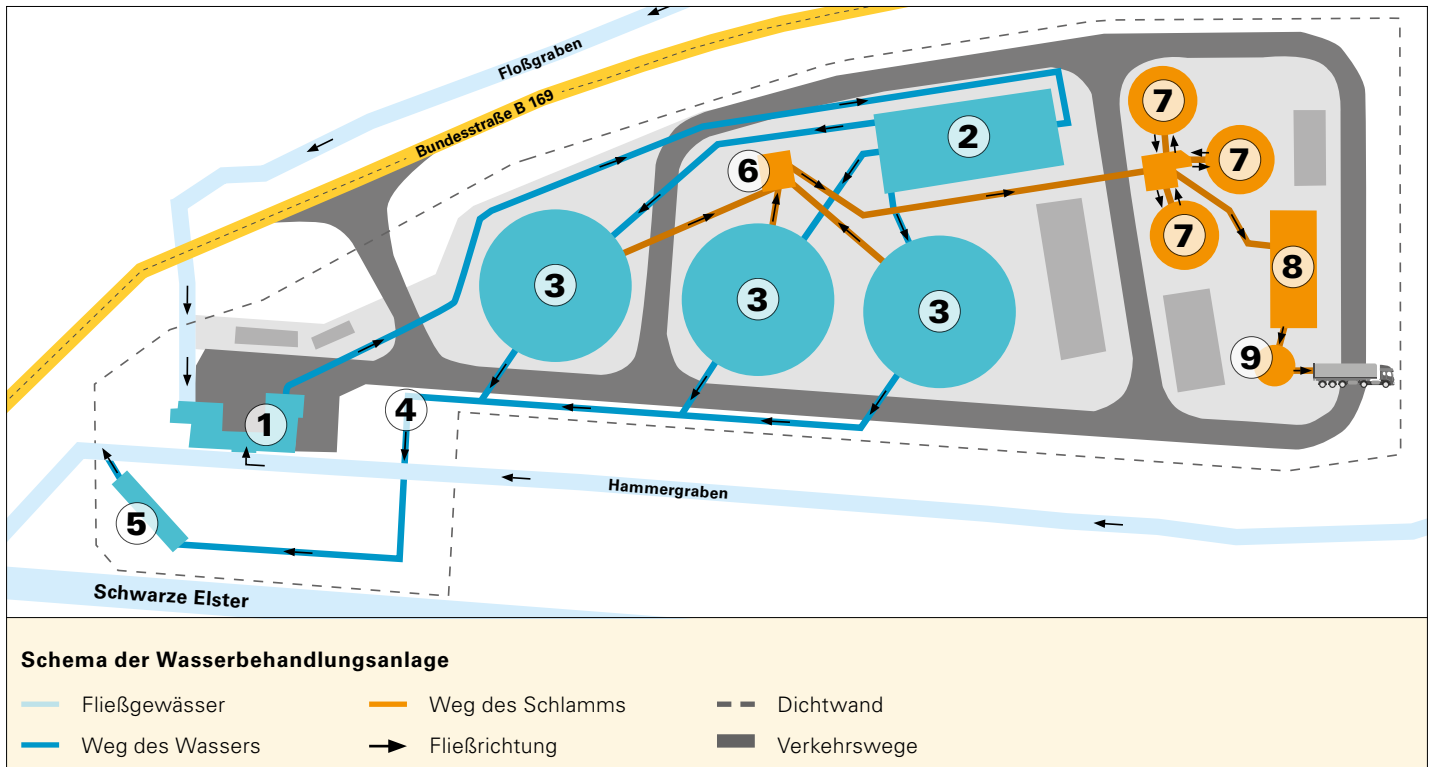 Floßgraben
Bundesstraße B 169
7
2
7
6
7
3
3
3
8
9
4
1
Hammergraben
5
Schwarze Elster
Schema der Wasserbehandlungsanlage
Fließgewässer
Weg des Schlamms
Dichtwand
Weg des Wassers
Fließrichtung
Verkehrswege